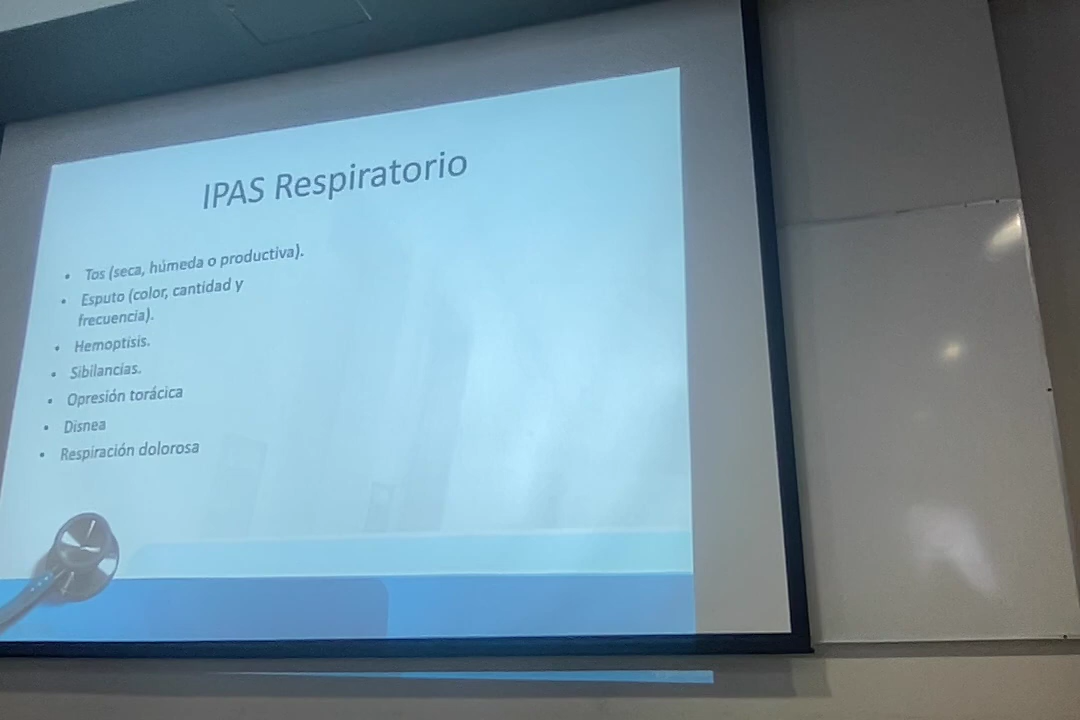 IPAS Respiratorio
• Tos (seca, húmeda o productiva).
• Esputo (color, cantidad y
frecuencia).
• Hemoptisis.
• Sibilancias.
• Opresión torácica
• Disnea
• Respiración dolorosa